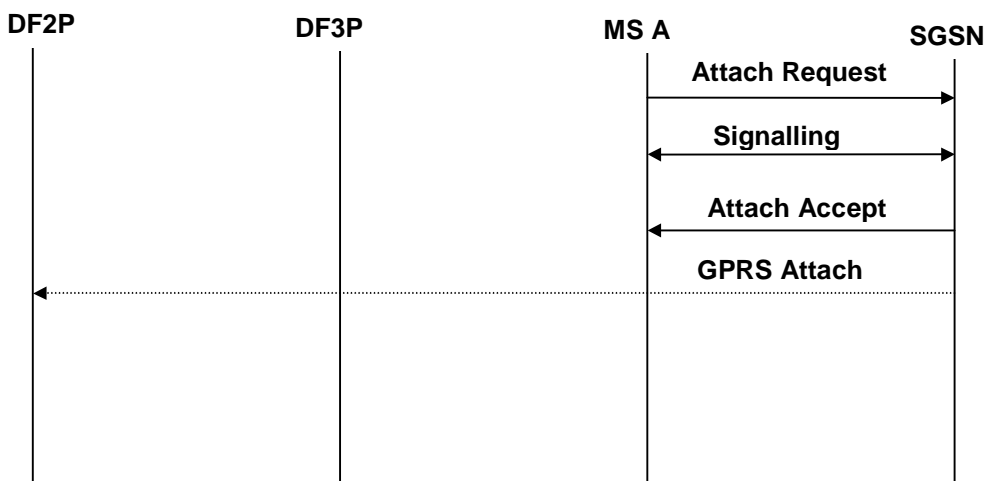 DF2P
DF3P
MS A
SGSN
Attach Request
Signalling
Attach Accept
GPRS Attach